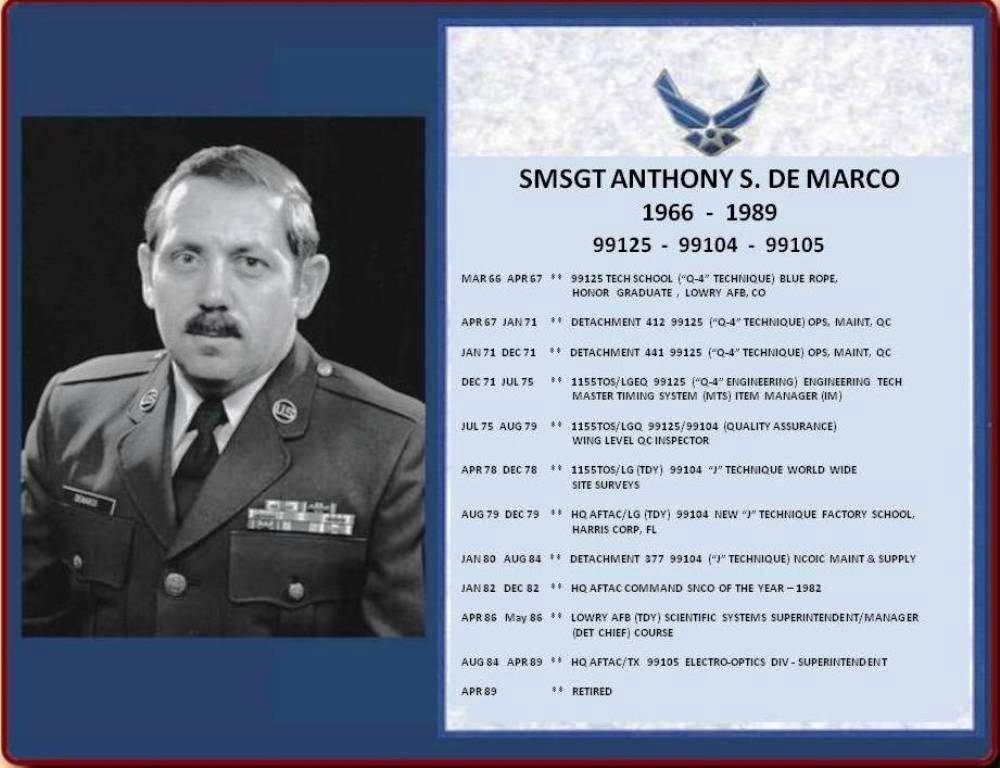 SMSGT ANTHONY S. DE MARCO
1966 - 1989
99125 - 99104 - 99105
MAR 66 APR 67 ** 99125 TECH SCHOOL ("Q-4" TECHNIQUE) BLUE ROPE,
HONOR GRADUATE , LOWRY AFB, CO
APR 67 JAN 71 ** DETACHMENT 412 99125 ("Q-4" TECHNIQUE) OPS, MAINT, QC
JAN 71 DEC 71 ** DETACHMENT 441 99125 ("Q-4" TECHNIQUE) OPS, MAINT, QC
DEC 71 JUL 75 ** 1155TOS/LGEQ 99125 ("Q-4" ENGINEERING) ENGINEERING TECH
MASTER TIMING SYSTEM (MTS) ITEM MANAGER (IM)
JUL 75 AUG 79 ** 1155TOS/LGQ 99125/99104 (QUALITY ASSURANCE)
WING LEVEL QC INSPECTOR
APR 78 DEC 78 ** 1155TOS/LG (TDY) 99104 "J" TECHNIQUE WORLD WIDE
SITE SURVEYS
AUG 79 DEC 79 ** HQ AFTAC/LG (TDY) 99104 NEW "J" TECHNIQUE FACTORY SCHOOL,
HARRIS CORP, FL
JAN 80 AUG 84 ** DETACHMENT 377 99104 ("J" TECHNIQUE) NCOIC MAINT & SUPPLY
JAN 82 DEC 82 ** HQ AFTAC COMMAND SNCO OF THE YEAR – 1982
APR 86 May 86 ** LOWRY AFB (TDY) SCIENTIFIC SYSTEMS SUPERINTENDENT/MANAGER
(DET CHIEF) COURSE
AUG 84 APR 89 ** HQ AFTAC/TX 99105 ELECTRO-OPTICS DIV - SUPERINTENDENT
APR 89 ** RETIRED
DEMARCO
US